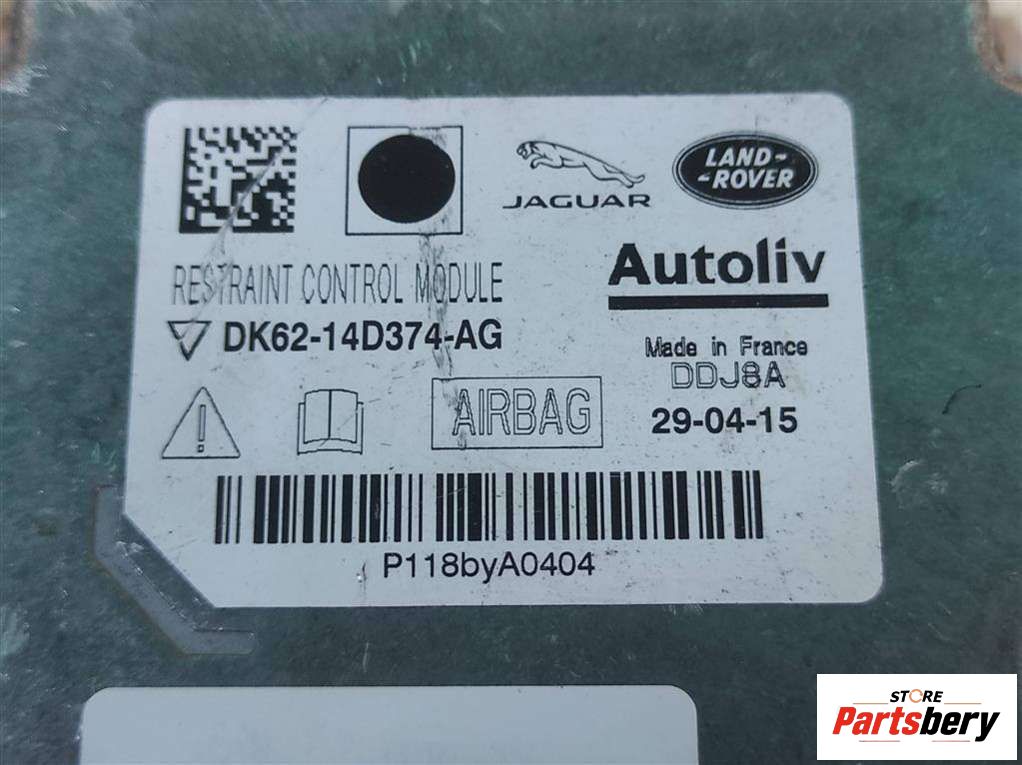 JAGUAR
LAND-
-ROVER
RESTRAINT CONTROL MODULE
Autoliv
DK62-14D374-AG
Made in France
DDJ8A
AIRBAG
29-04-15
P118byA0404
STORE
Partsbery